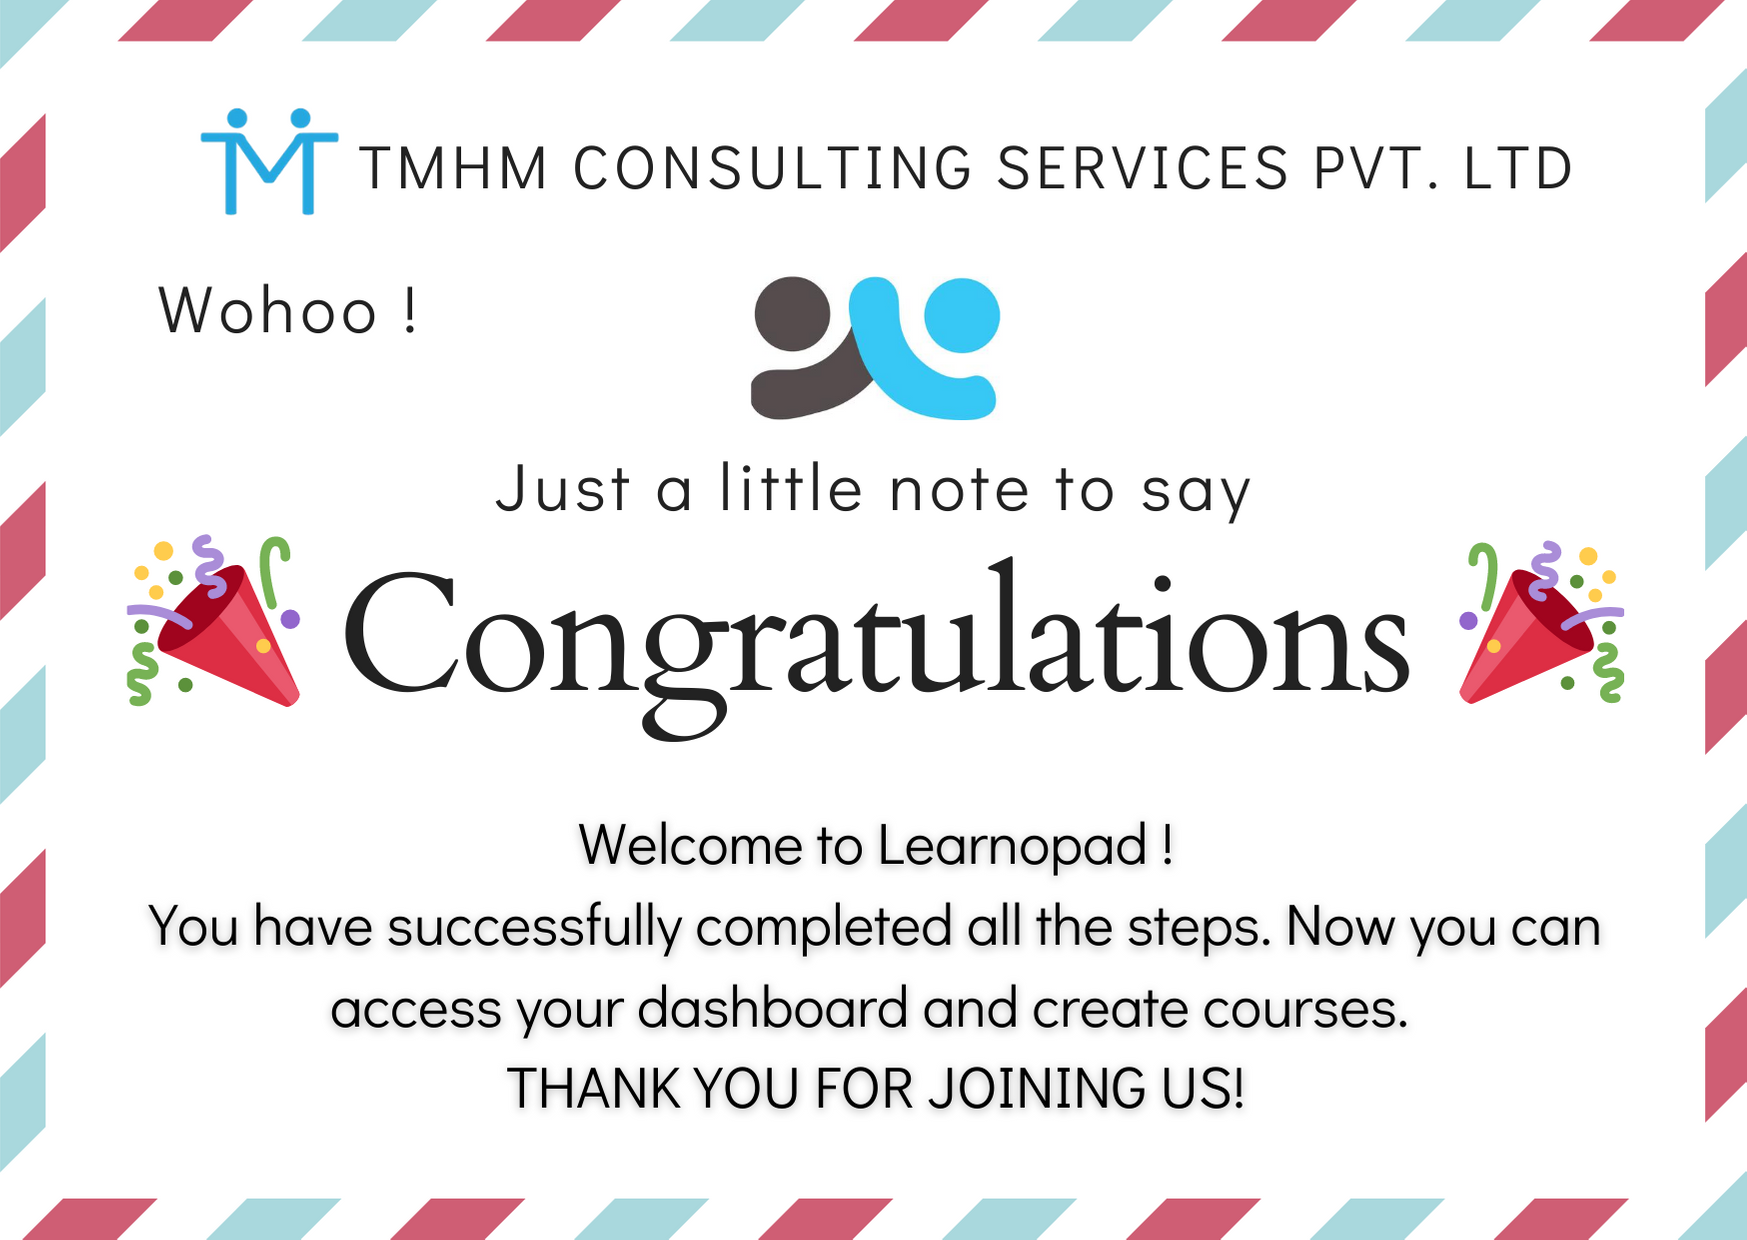 TMHM CONSULTING SERVICES PVT. LTD
Wohoo !
Just a little note to say
Congratulations
Welcome to Learnopad !
You have successfully completed all the steps. Now you can
access your dashboard and create courses.
THANK YOU FOR JOINING US!